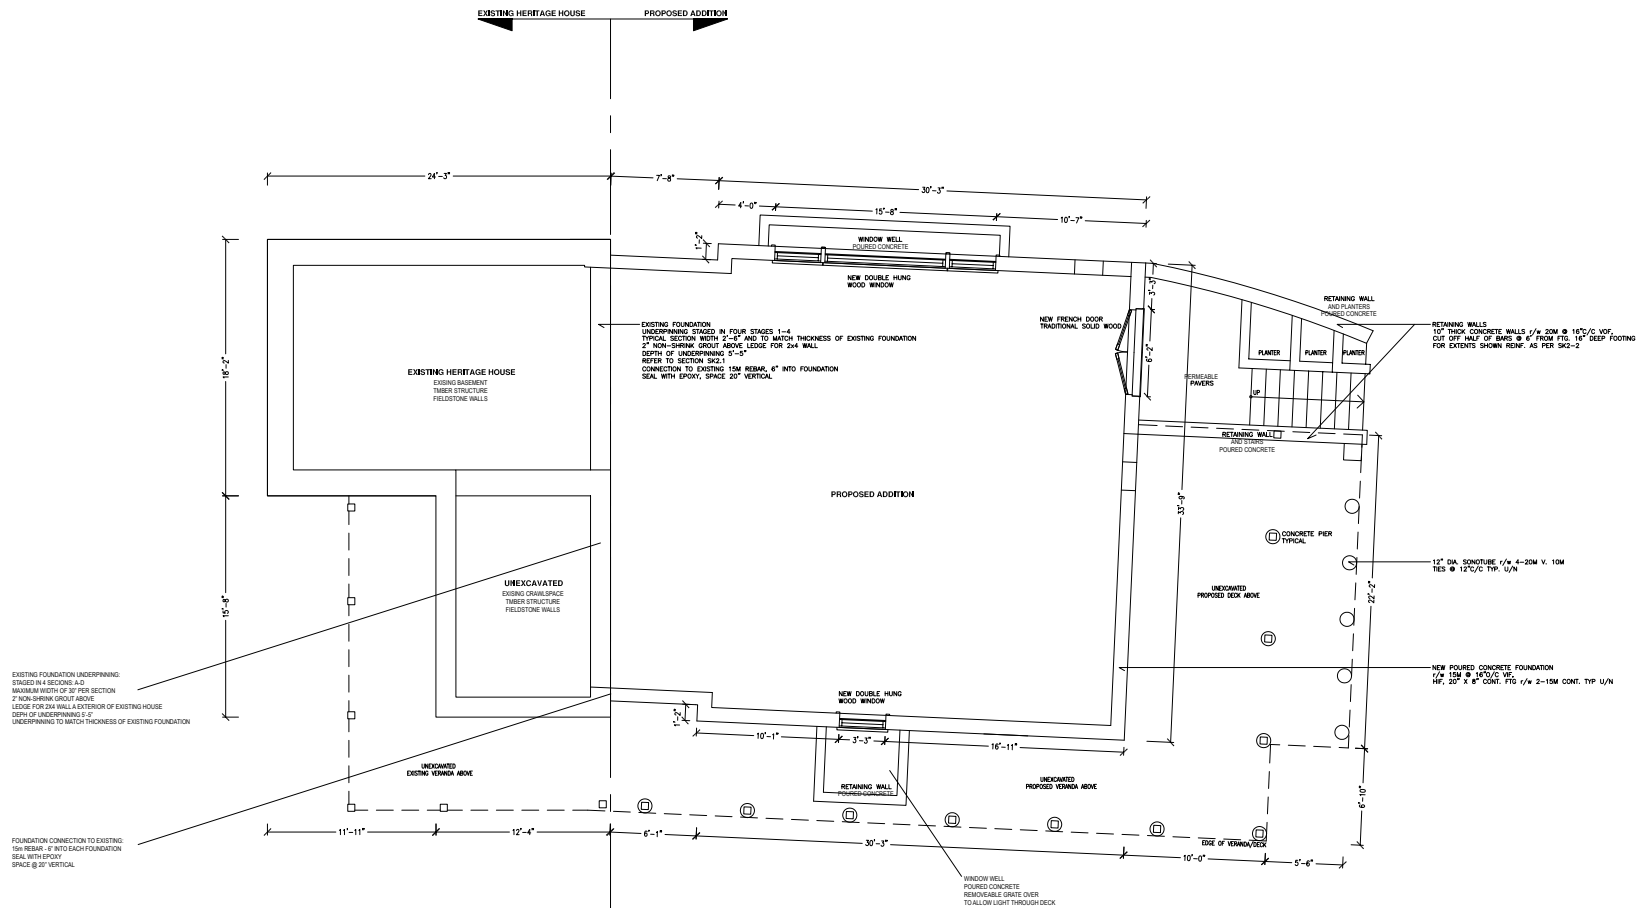 EXISTING HERITAGE HOUSE
PROPOSED ADDITION
24'-3"
7'-8"
30'-3"
4'-0"
15'-8"
10'-7"
1'-2"
WINDOW WELL
POURED CONCRETE
NEW DOUBLE HUNG
WOOD WINDOW
18'-2"
15'-8"
EXISTING HERITAGE HOUSE
EXISING BASEMENT
TMBER STRUCTURE
FIELDSTONE WALLS
EXISTING FOUNDATION
UNDERPINNING STAGED IN FOUR STAGES 1-4
TYPICAL SECTION WIDTH 2'-6" AND TO MATCH THICKNESS OF EXISTING FOUNDATION
2" NON-SHRINK GROUT ABOVE LEDGE FOR 2x4 WALL
DEPTH OF UNDERPINNING 5'-5"
REFER TO SECTION SK2.1
CONNECTION TO EXISTING 15M REBAR, 6" INTO FOUNDATION
SEAL WITH EPOXY, SPACE 20" VERTICAL
NEW FRENCH DOOR
TRADITIONAL SOLID WOOD
3'-3"
6'-2"
33'-9"
RETAINING WALL
AND PLANTERS
POURED CONCRETE
RETAINING WALLS
10" THICK CONCRETE WALLS r/w 20M @ 16"C/C VOF,
CUT OFF HALF OF BARS @ 6' FROM FTG. 16" DEEP FOOTING
FOR EXTENTS SHOWN REINF. AS PER SK2-2
PLANTER
PLANTER
PLANTER
PERMEABLE
PAVERS
UP
RETAINING WALL
AND STAIRS
POURED CONCRETE
PROPOSED ADDITION
CONCRETE PIER
TYPICAL
12" DIA. SONOTUBE r/w 4-20M V. 10M
TIES @ 12"C/C TYP. U/N
22'-2"
UNEXCAVATED
PROPOSED DECK ABOVE
UNEXCAVATED
EXISING CRAWLSPACE
TMBER STRUCTURE
FIELDSTONE WALLS
EXISTING FOUNDATION UNDERPINNING:
STAGED IN 4 SECIONS: A-D
MAXIMUM WIDTH OF 30" PER SECTION
2" NON-SHRINK GROUT ABOVE
LEDGE FOR 2X4 WALL A EXTERIOR OF EXISTING HOUSE
DEPH OF UNDERPINNING 5'-5"
UNDERPINNING TO MATCH THICKNESS OF EXISTING FOUNDATION
NEW POURED CONCRETE FOUNDATION
r/w 15M @ 16"O/C VIF,
HIF, 20" X 8" CONT. FTG r/w 2-15M CONT. TYP U/N
NEW DOUBLE HUNG
WOOD WINDOW
1'-2"
10'-1"
3'-3"
16'-11"
UNEXCAVATED
EXISTING VERANDA ABOVE
RETAINING WALL
POURED CONCRETE
UNEXCAVATED
PROPOSED VERANDA ABOVE
6'-10"
11'-11"
12'-4"
6'-1"
30'-3"
EDGE OF VERANDA/DECK
10'-0"
5'-6"
FOUNDATION CONNECTION TO EXISTING:
15m REBAR - 6" INTO EACH FOUNDATION
SEAL WITH EPOXY
SPACE @ 20" VERTICAL
WINDOW WELL
POURED CONCRETE
REMOVEABLE GRATE OVER
TO ALLOW LIGHT THROUGH DECK